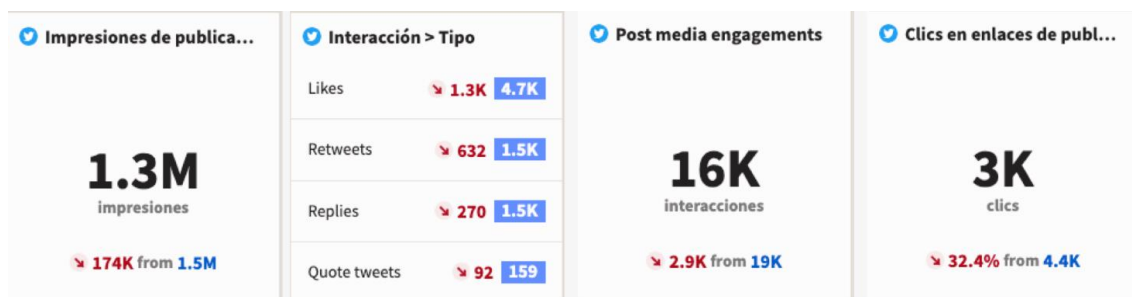 Impresiones de publica...
1.3M
impresiones
174K from 1.5M
Interacción > Tipo
Likes 1.3K 4.7K
Retweets 632 1.5K
Replies 270 1.5K
Quote tweets 92 159
Post media engagements
16K
interacciones
2.9K from 19K
Clics en enlaces de publ...
3K
clics
32.4% from 4.4K